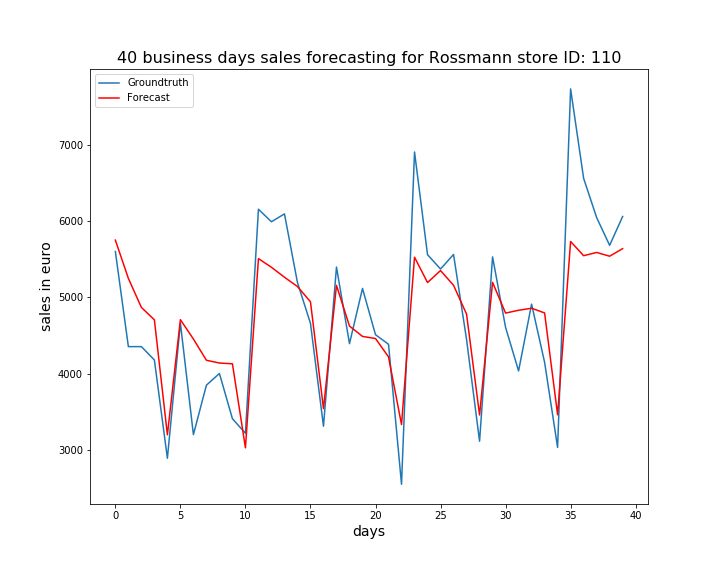 40 business days sales forecasting for Rossmann store ID: 110
Groundtruth
Forecast
7000
6000
5000
4000
3000
sales in euro
0 5 10 15 20 25 30 35 40
days